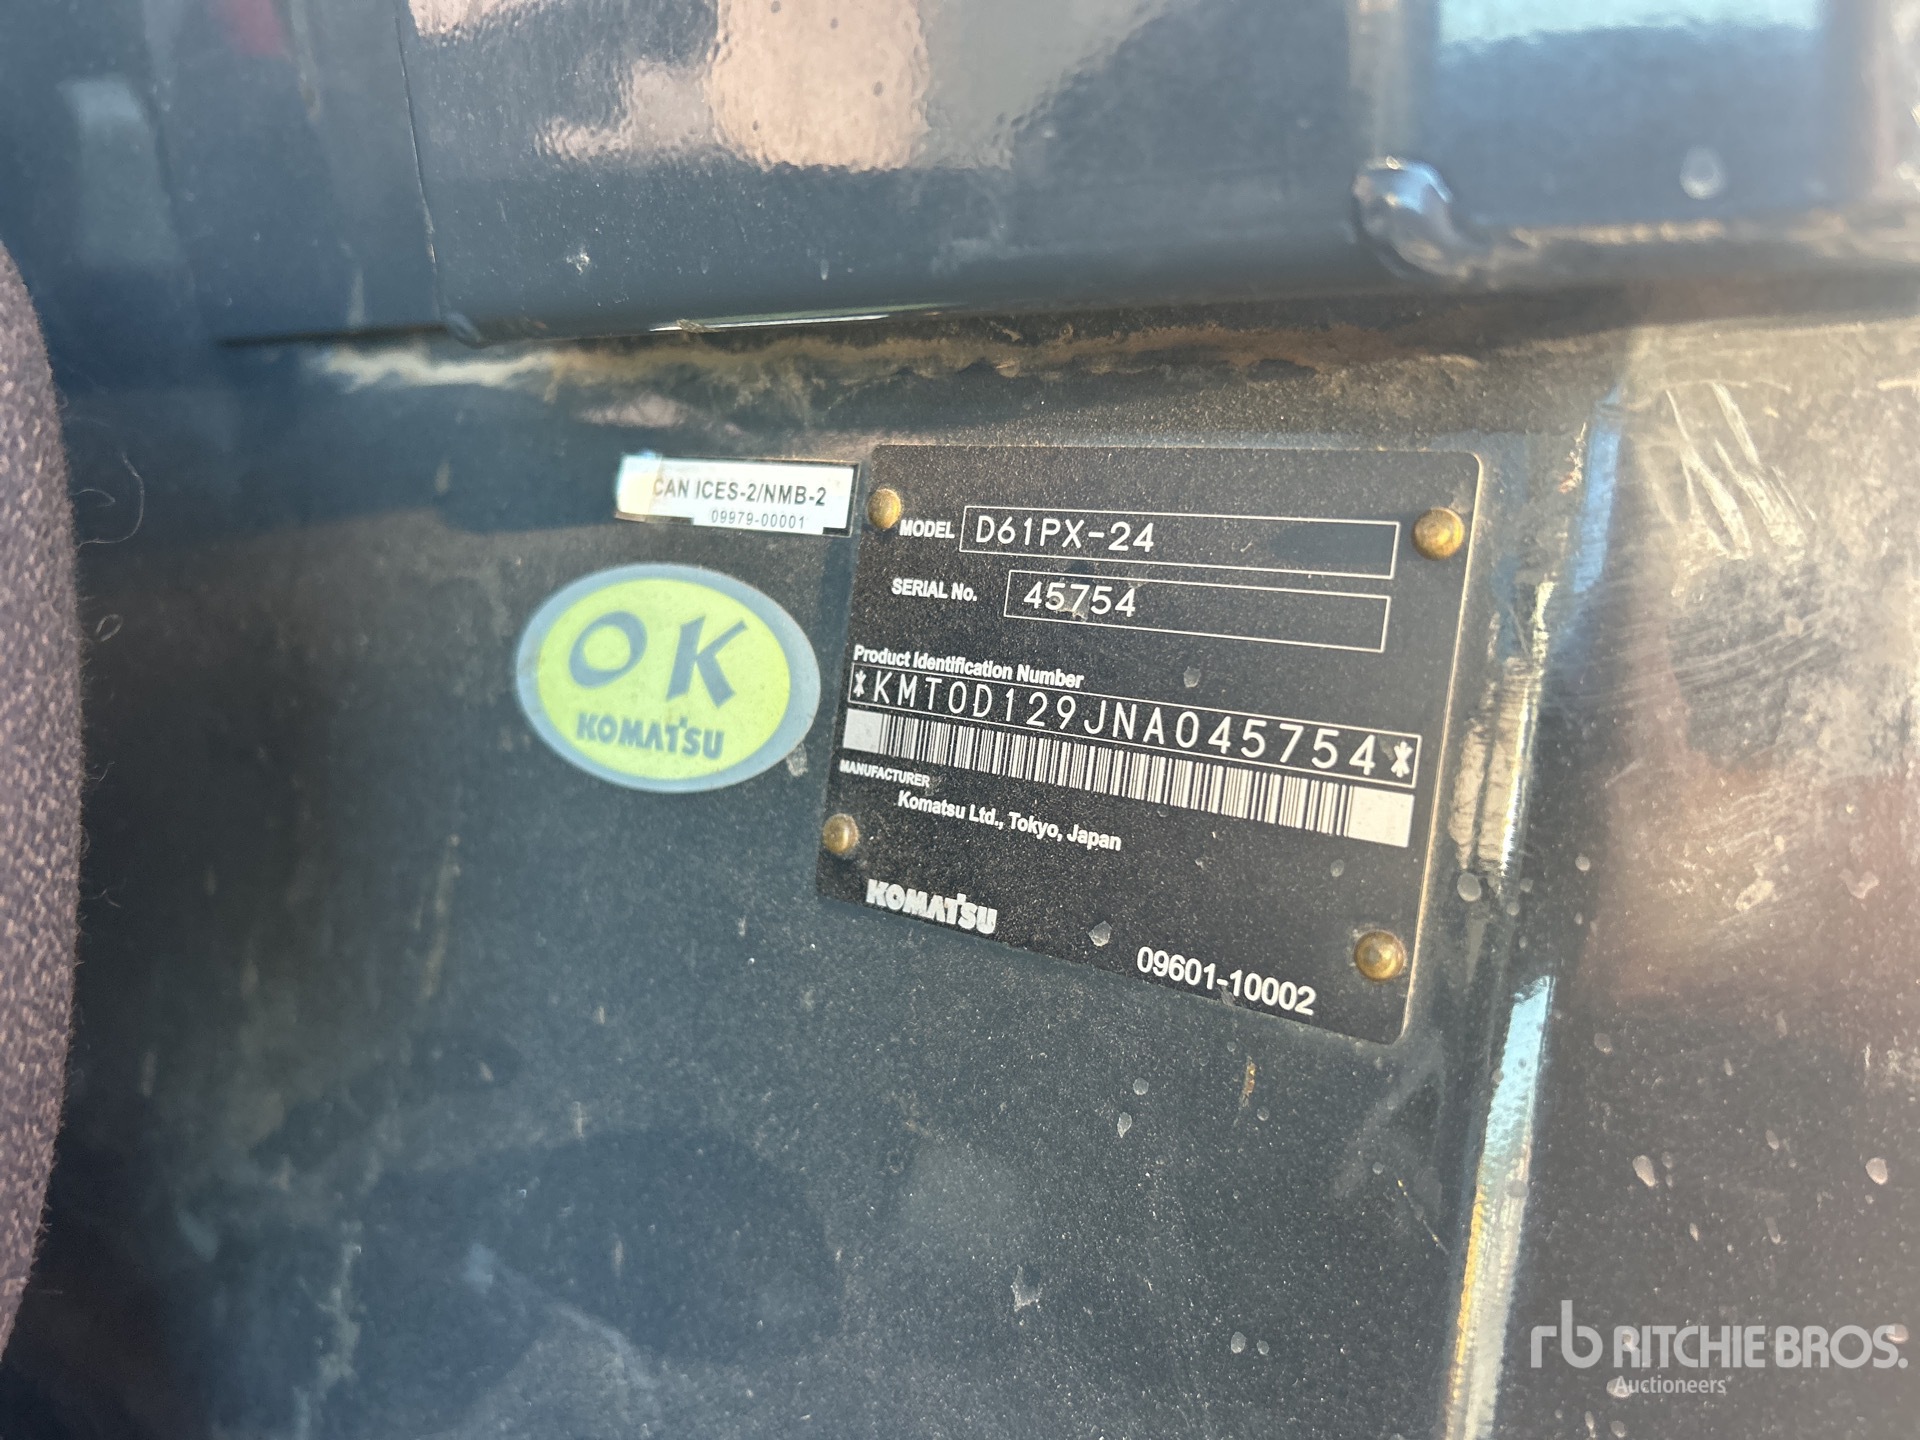 CAN ICES-2/NMB-2
09979-00001
OK
KOMATSU
MODEL D61PX-24
SERIAL No. 45754
Product Identification Number
*KMT0D129JNA045754*
MANUFACTURER
Komatsu Ltd., Tokyo, Japan
KOMATSU
09601-10002
rb RITCHIE BROS.
Auctioneers